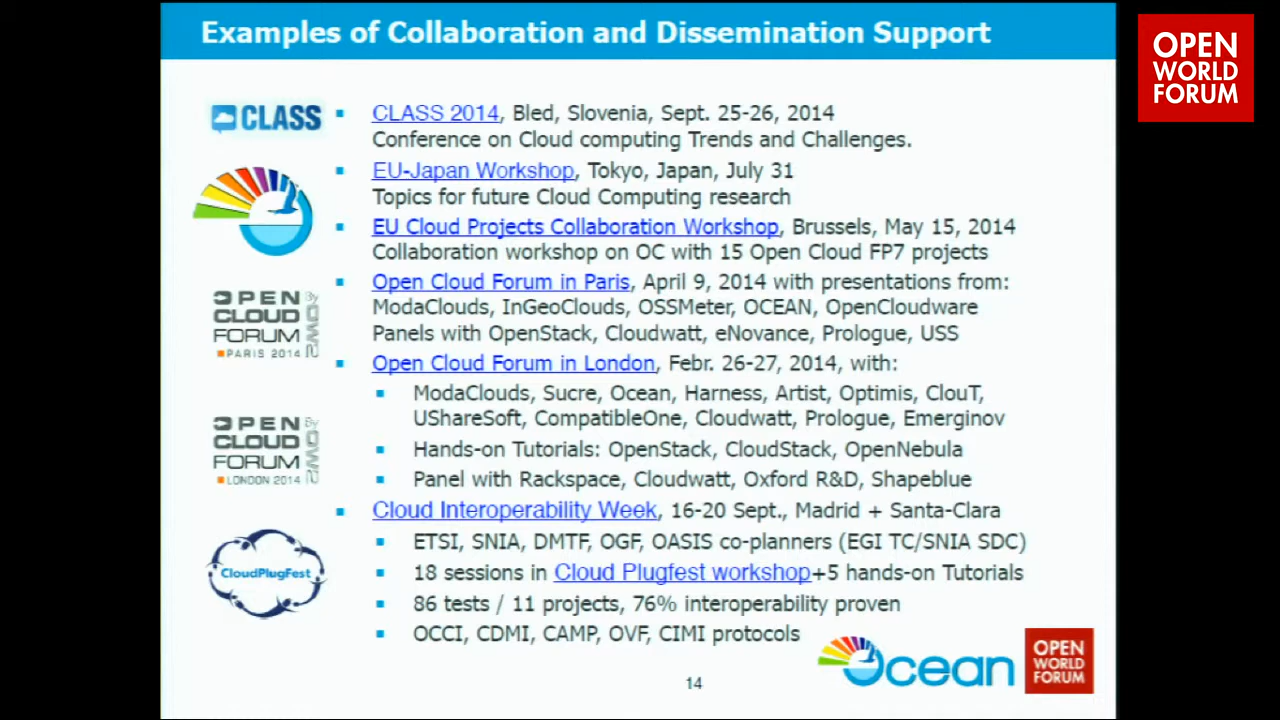 Examples of Collaboration and Dissemination Support
OPEN
WORLD
FORUM
CLASS
CLASS 2014, Bled, Slovenia, Sept. 25-26, 2014
Conference on Cloud computing Trends and Challenges.
EU-Japan Workshop, Tokyo, Japan, July 31
Topics for future Cloud Computing research
EU Cloud Projects Collaboration Workshop, Brussels, May 15, 2014
Collaboration workshop on OC with 15 Open Cloud FP7 projects
OPEN
CLOUD
FORUM
PARIS 2014
By OW2
Open Cloud Forum in Paris, April 9, 2014 with presentations from:
ModaClouds, InGeoClouds, OSSMeter, OCEAN, OpenCloudware
Panels with OpenStack, Cloudwatt, eNovance, Prologue, USS
Open Cloud Forum in London, Febr. 26-27, 2014, with:
ModaClouds, Sucre, Ocean, Harness, Artist, Optimis, ClouT,
UShareSoft, CompatibleOne, Cloudwatt, Prologue, Emerginov
OPEN
CLOUD
FORUM
LONDON 2014
By OW2
Hands-on Tutorials: OpenStack, CloudStack, OpenNebula
Panel with Rackspace, Cloudwatt, Oxford R&D, Shapeblue
Cloud Interoperability Week, 16-20 Sept., Madrid + Santa-Clara
ETSI, SNIA, DMTF, OGF, OASIS co-planners (EGI TC/SNIA SDC)
CloudPlugFest
18 sessions in Cloud Plugfest workshop+5 hands-on Tutorials
86 tests / 11 projects, 76% interoperability proven
OCCI, CDMI, CAMP, OVF, CIMI protocols
Ocean
OPEN
WORLD
FORUM
14